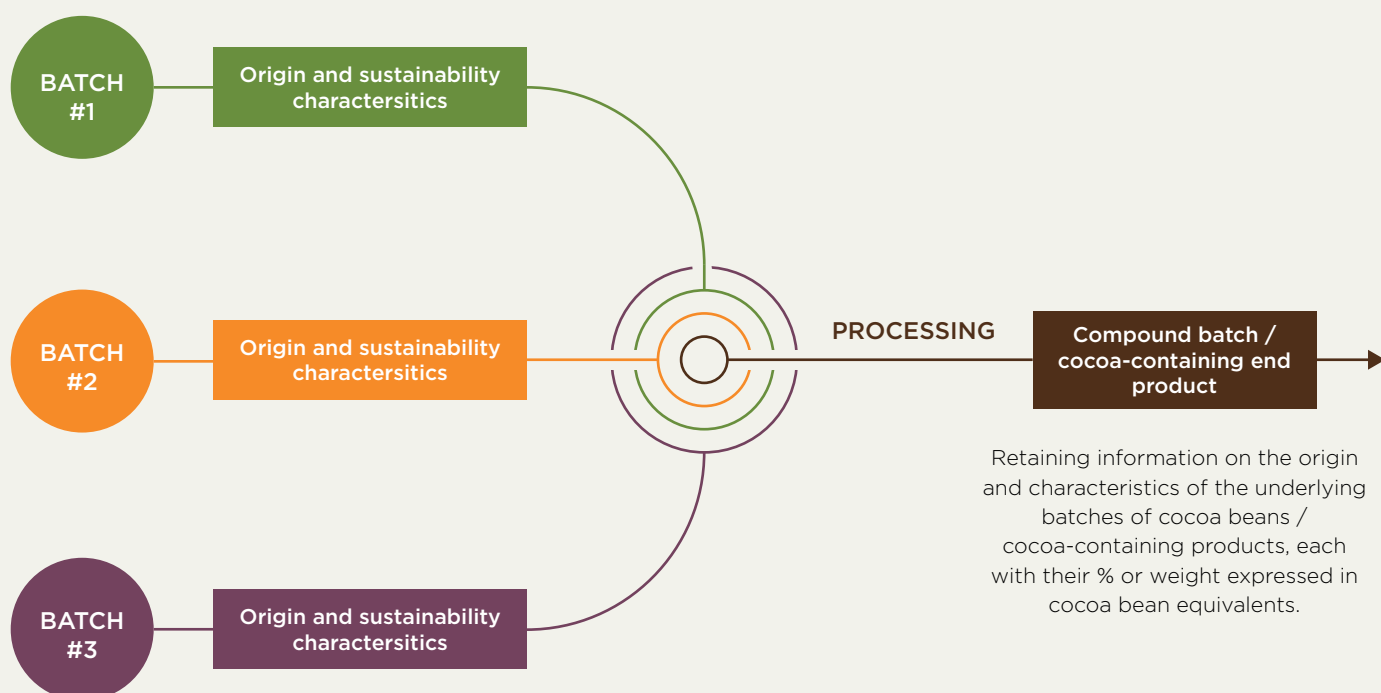 BATCH
#1
Origin and sustainability
charactersitics
BATCH
#2
Origin and sustainability
charactersitics
PROCESSING
Compound batch /
cocoa-containing end
product
Retaining information on the origin
and characteristics of the underlying
batches of cocoa beans /
cocoa-containing products, each
with their % or weight expressed in
cocoa bean equivalents.
BATCH
#3
Origin and sustainability
charactersitics